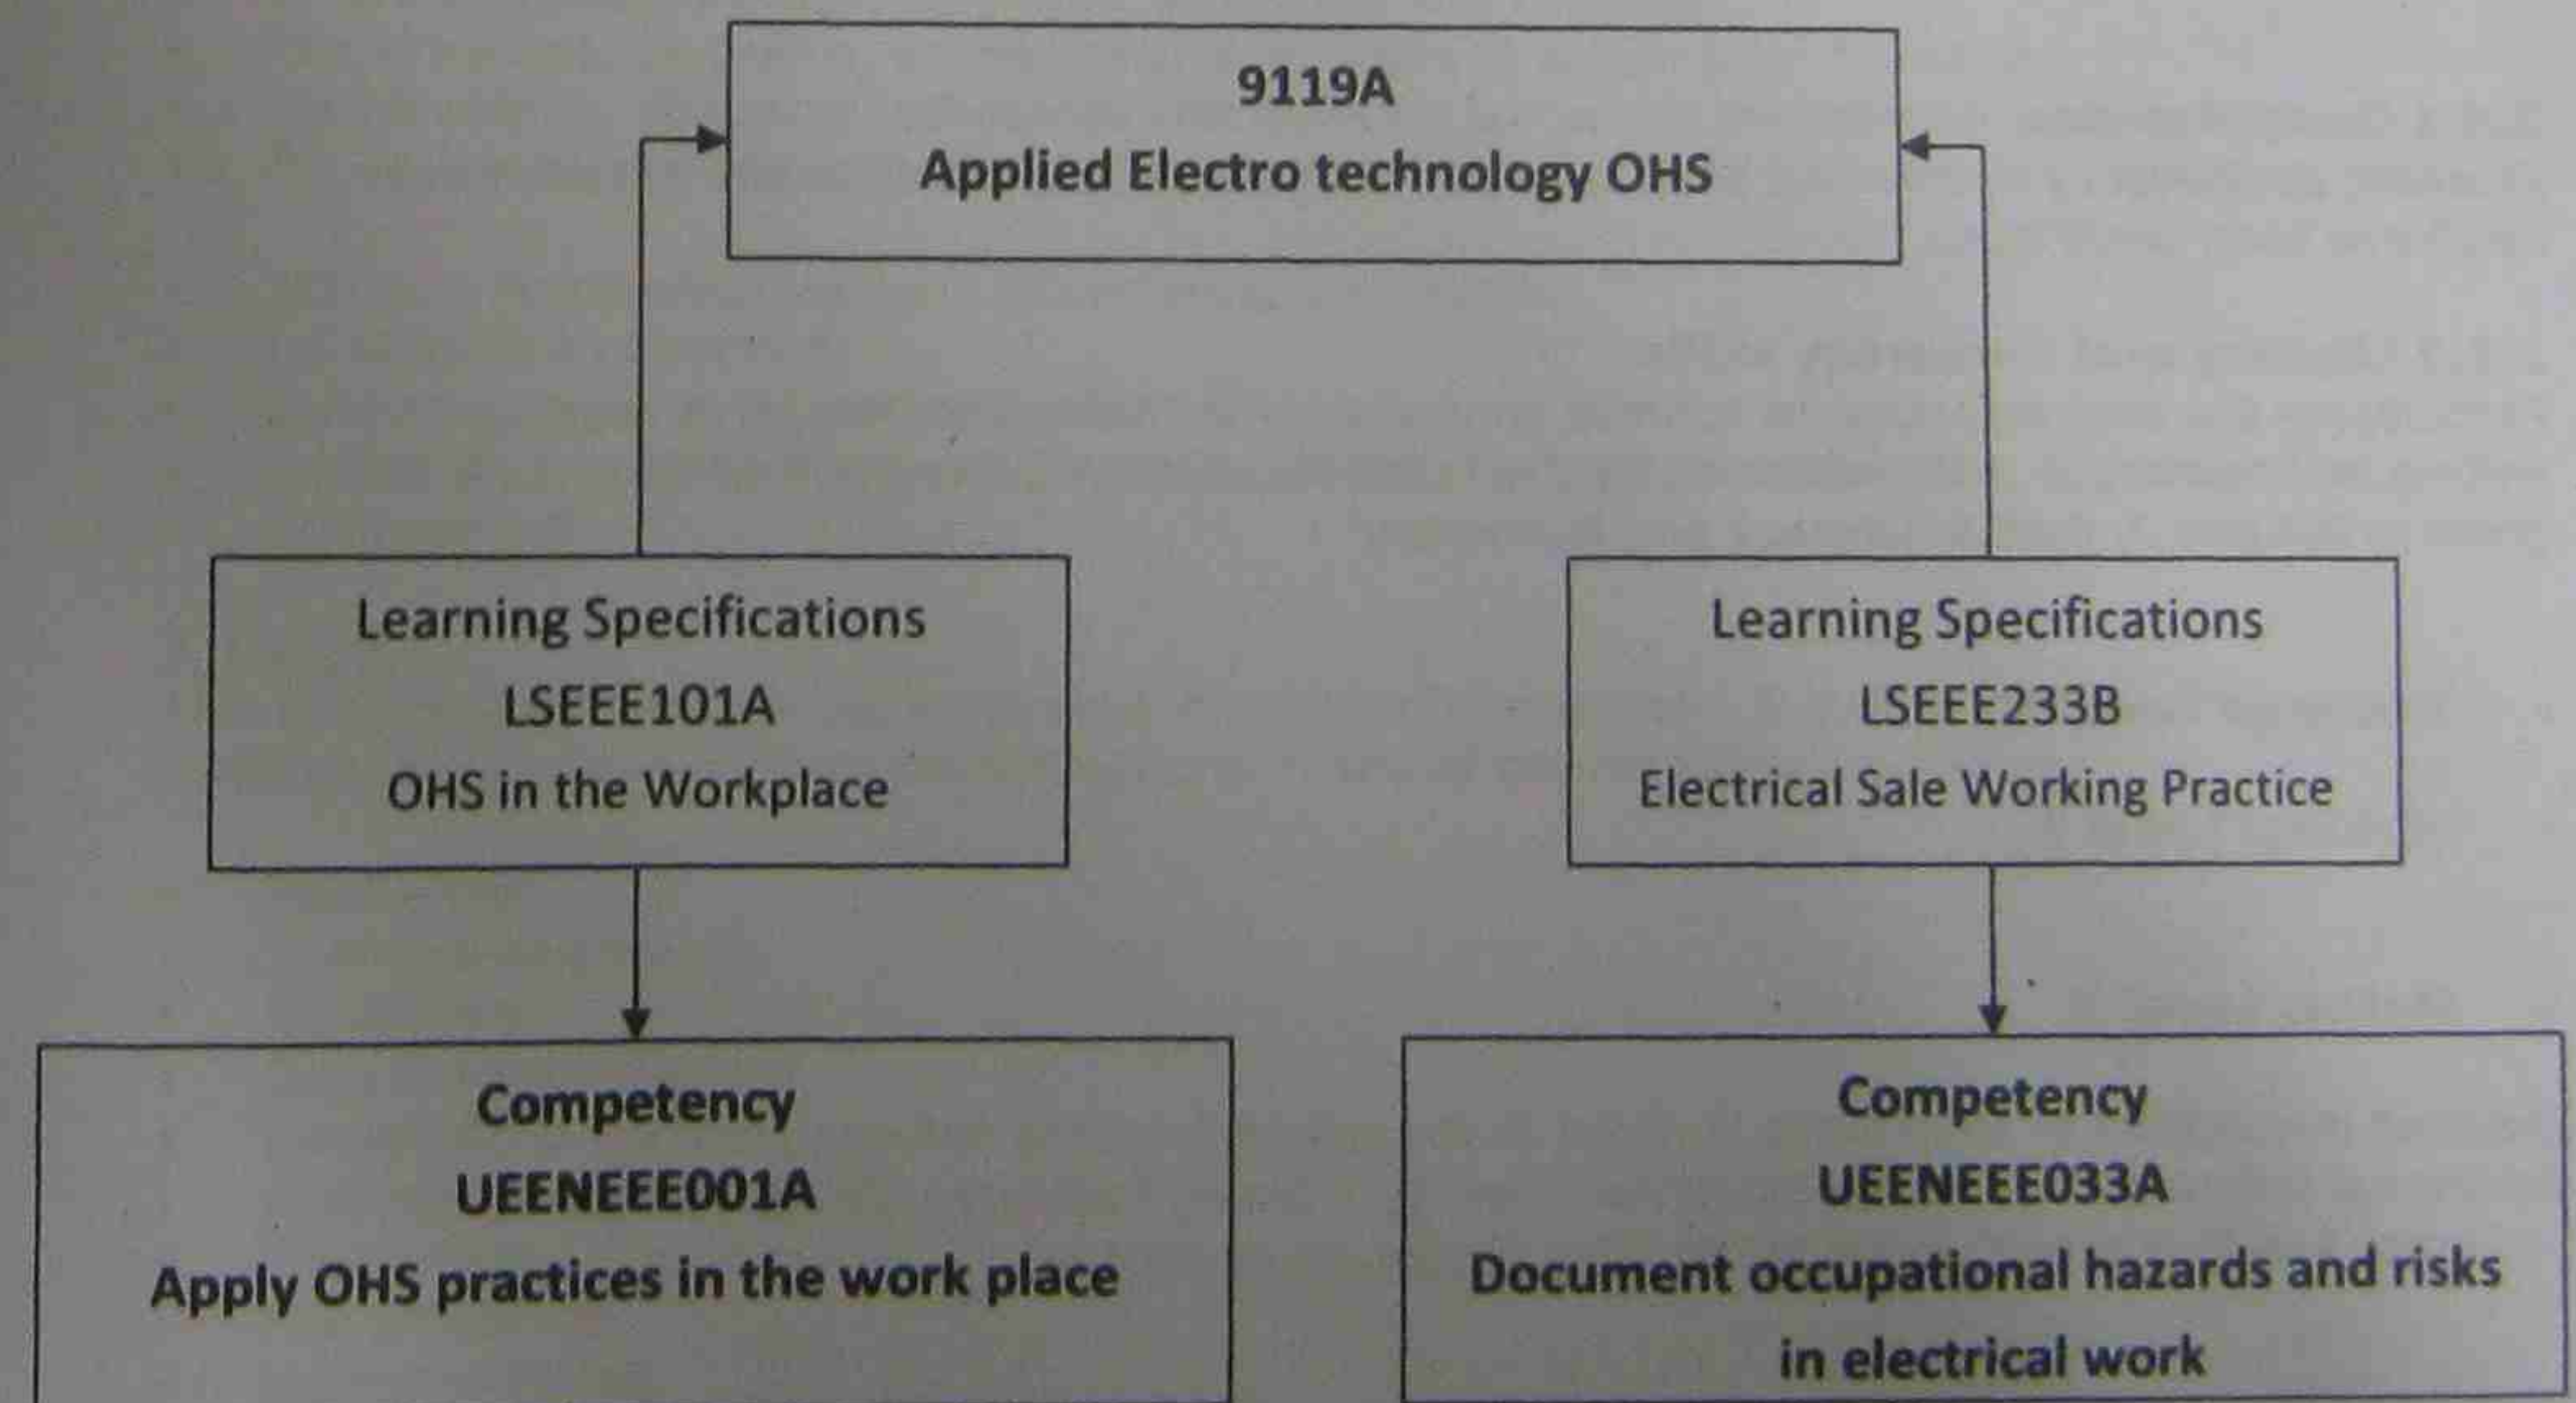 9119A
Applied Electro technology OHS
Learning Specifications
LSEEE101A
OHS in the Workplace
Learning Specifications
LSEEE233B
Electrical Sale Working Practice
Competency
UEENEEE001A
Apply OHS practices in the work place
Competency
UEENEEE033A
Document occupational hazards and risks
in electrical work